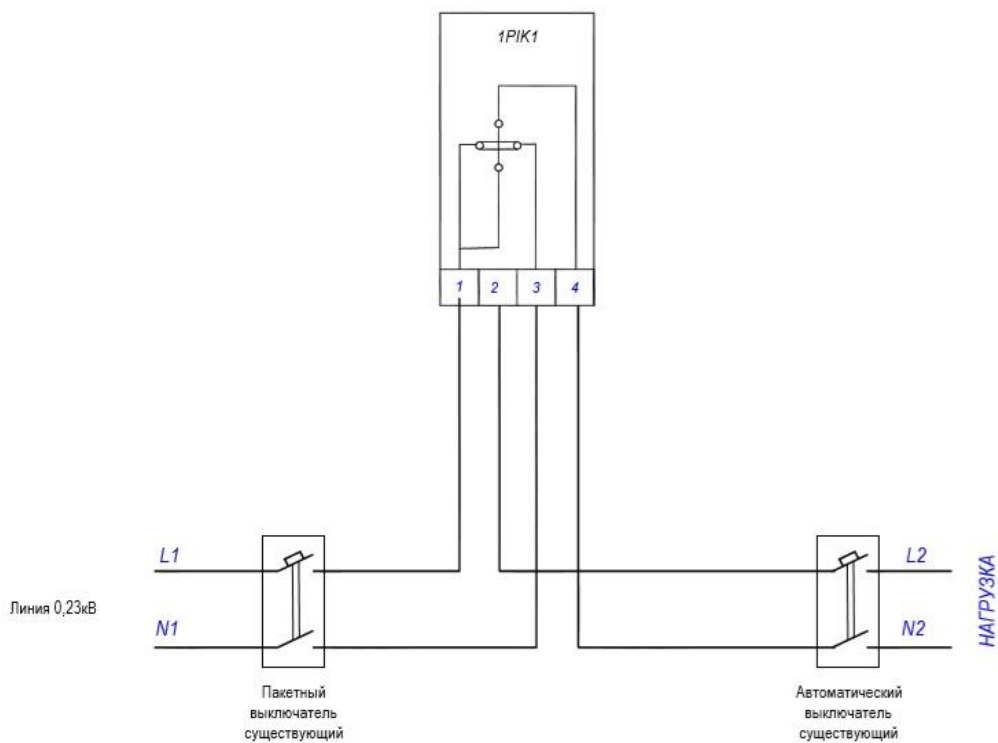 1PIK1
1 2 3 4
L1
L2
Линия 0,23кВ
N1
N2
НАГРУЗКА
Пакетный
выключатель
существующий
Автоматический
выключатель
существующий